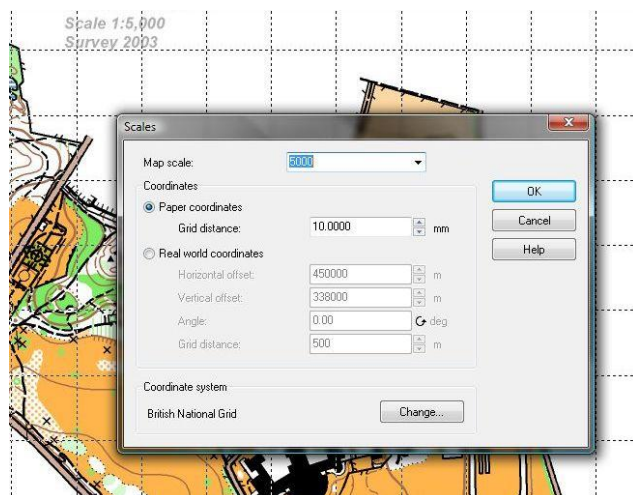 Scale 1:5,000
Survey 2003
Scales
Map scale: 5000
OK
Coordinates
Paper coordinates
Cancel
Grid distance: 10.0000 mm
Help
Real world coordinates
Horizontal offset: 450000 m
Vertical offset: 338000 m
Angle: 0.00 deg
Grid distance: 500 m
Coordinate system
British National Grid Change...